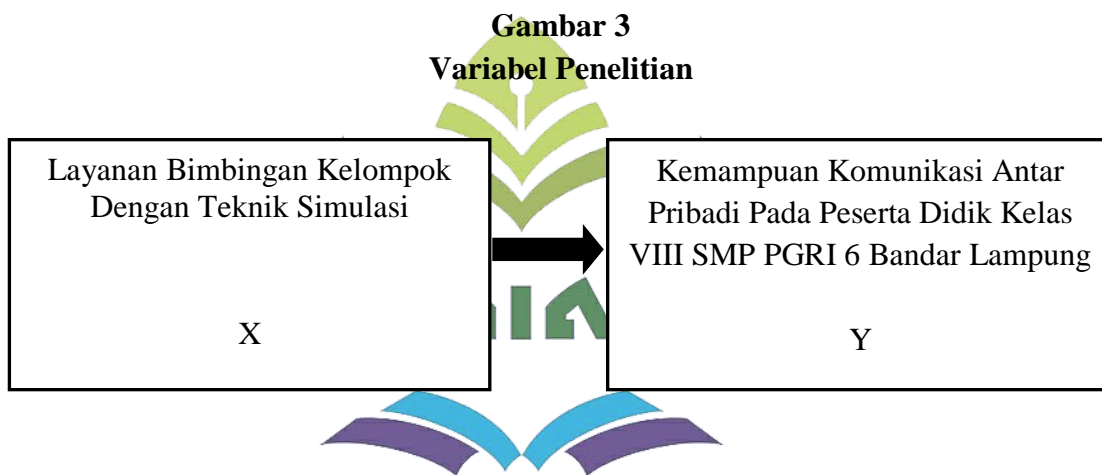 Gambar 3
Variabel Penelitian
Layanan Bimbingan Kelompok
Dengan Teknik Simulasi
X
Kemampuan Komunikasi Antar
Pribadi Pada Peserta Didik Kelas
VIII SMP PGRI 6 Bandar Lampung
Y